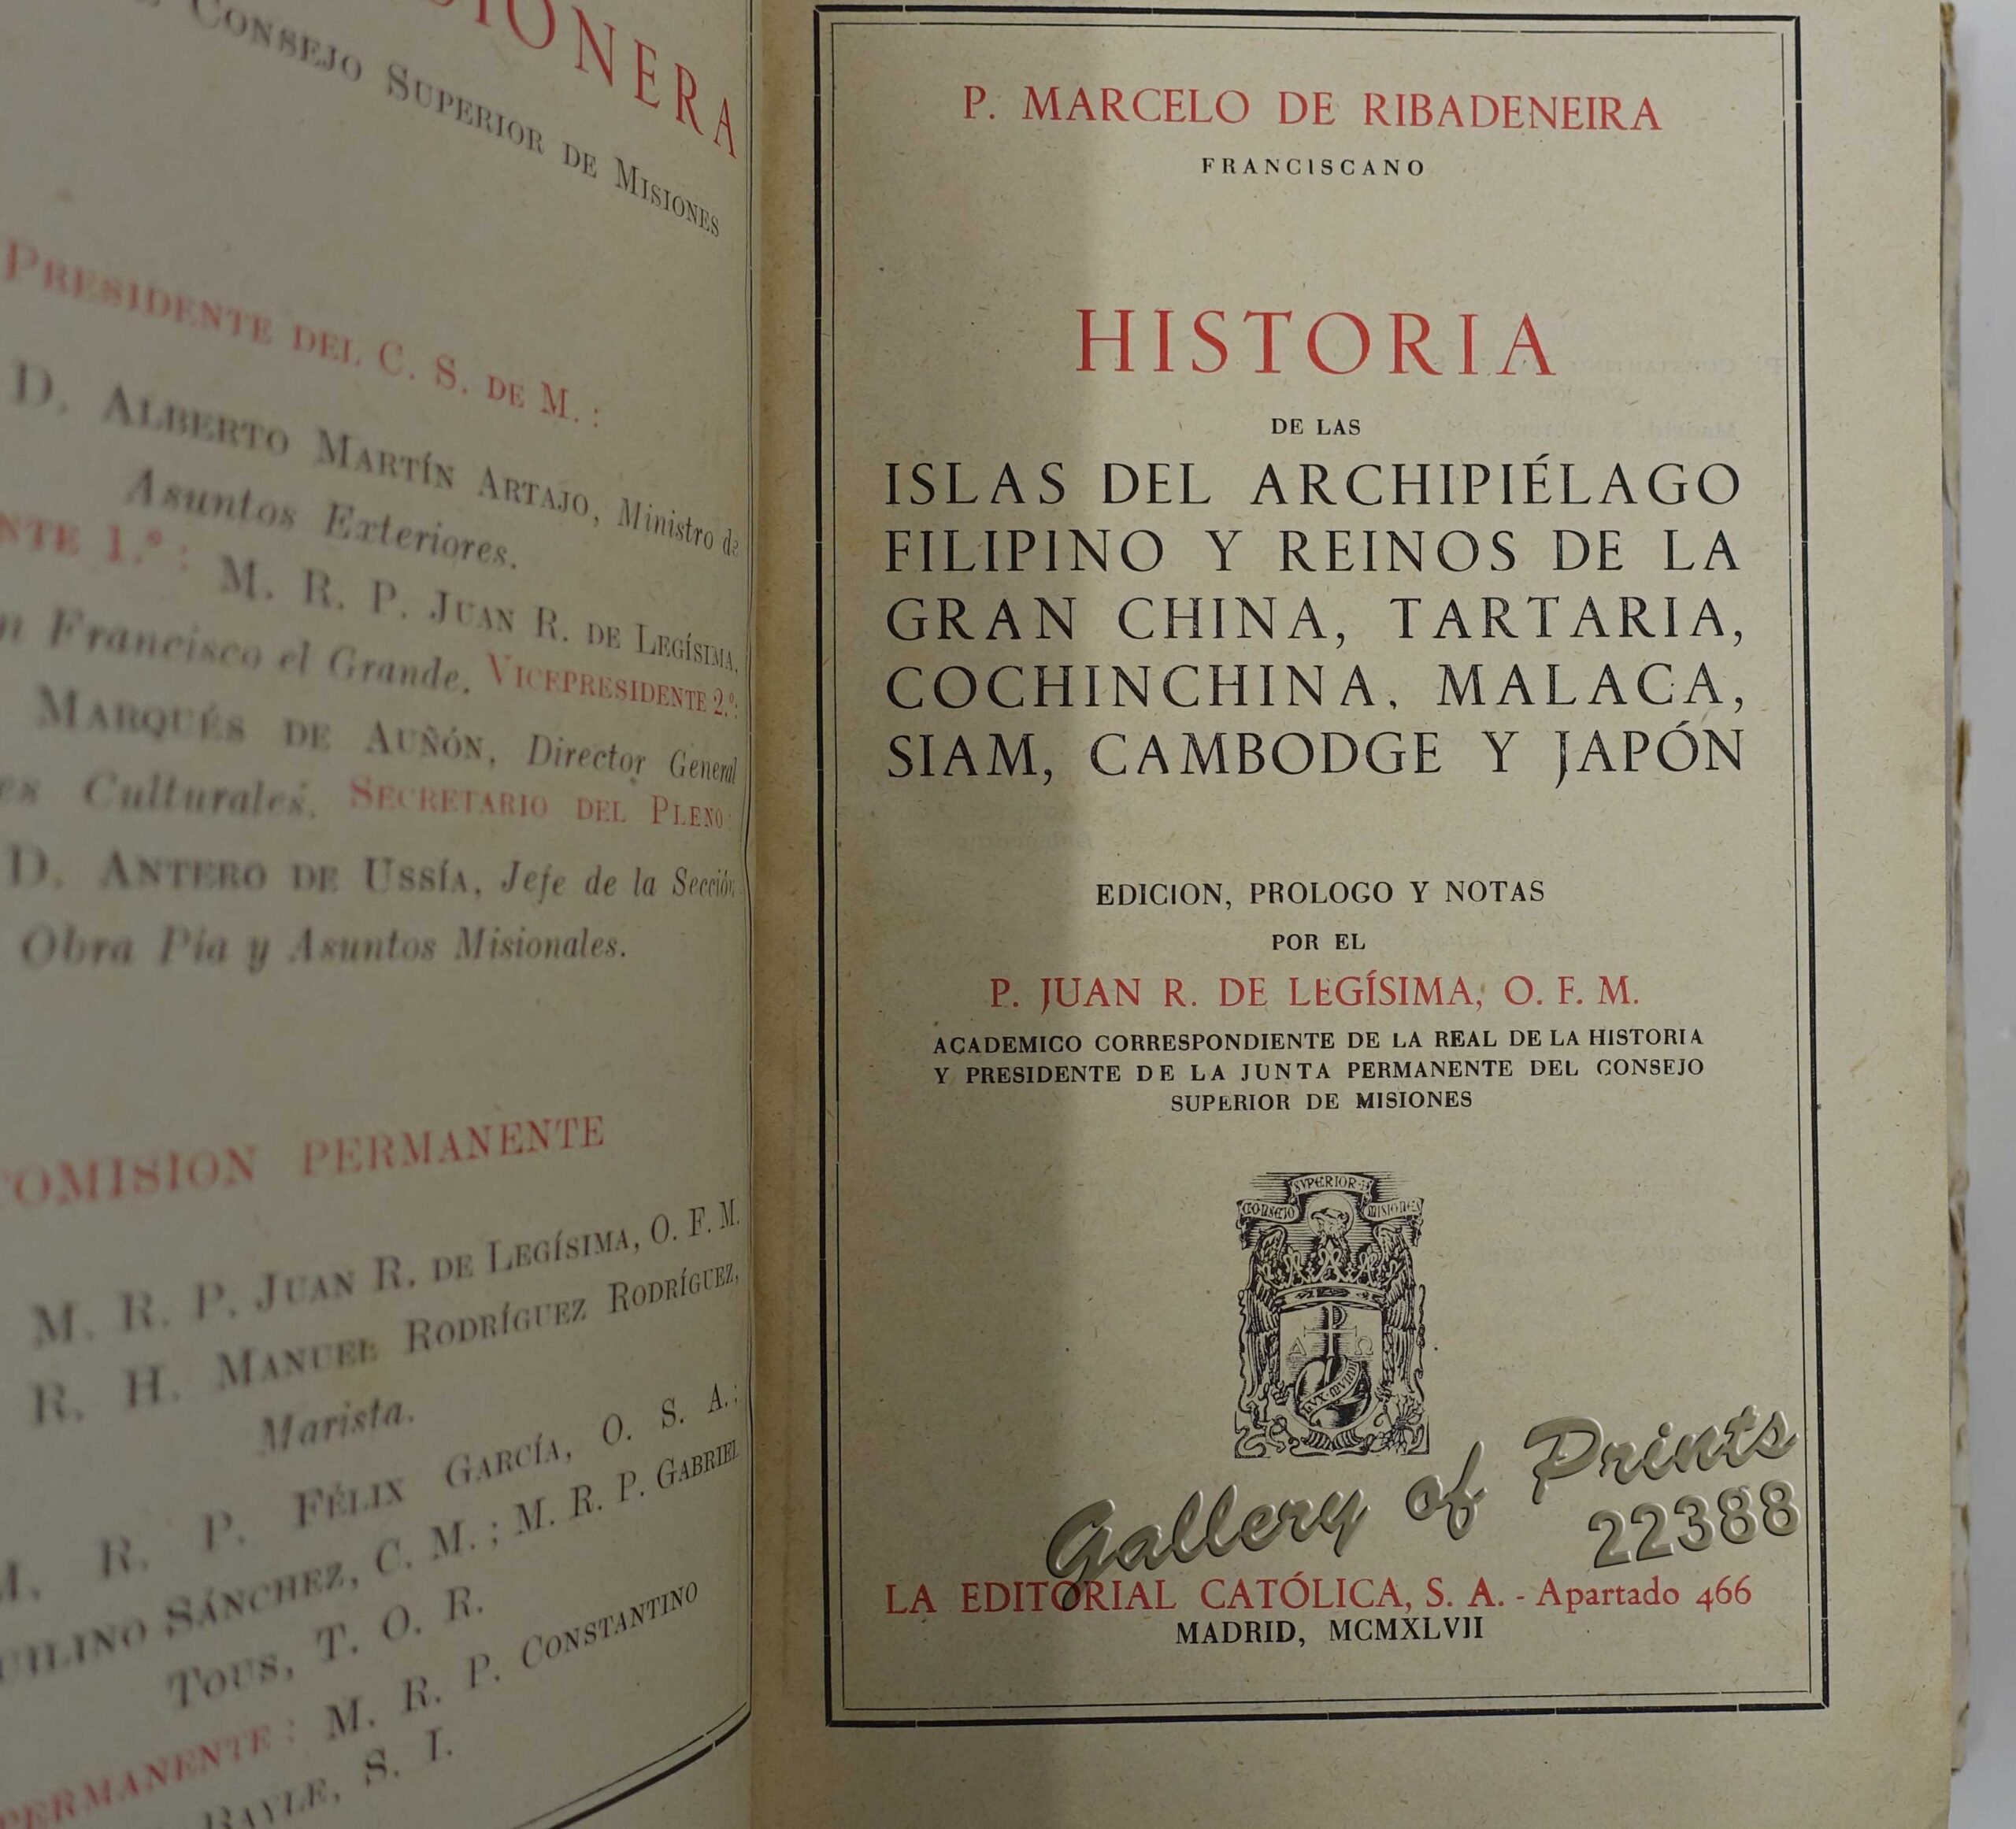 CONSEJO SUPERIOR DE MISIONES
PRESIDENTE DEL C. S. DE M.:
D. ALBERTO MARTÍN ARTAJO, Ministro de
Asuntos Exteriores.
1.º: M. R. P. JUAN R. DE LEGÍSIMA,
Francisco el Grande. VICEPRESIDENTE 2.º:
MARQUÉS DE AUÑÓN, Director General
Culturales. SECRETARIO DEL PLENO:
D. ANTERO DE USSÍA, Jefe de la Sección
Obra Pía y Asuntos Misionales.
COMISION PERMANENTE
M. R. P. JUAN R. DE LEGÍSIMA, O. F. M.
R. H. MANUEL RODRÍGUEZ RODRÍGUEZ,
Marista.
R. P. FÉLIX GARCÍA, O. S. A.;
SÁNCHEZ, C. M.; M. R. P. GABRIEL
TOUS, T. O. R.
PERMANENTE: M. R. P. CONSTANTINO
BAYLE, S. I.
P. MARCELO DE RIBADENEIRA
FRANCISCANO
HISTORIA
DE LAS
ISLAS DEL ARCHIPIÉLAGO
FILIPINO Y REINOS DE LA
GRAN CHINA, TARTARIA,
COCHINCHINA, MALACA,
SIAM, CAMBODGE Y JAPÓN
EDICION, PROLOGO Y NOTAS
POR EL
P. JUAN R. DE LEGÍSIMA, O. F. M.
ACADEMICO CORRESPONDIENTE DE LA REAL DE LA HISTORIA
Y PRESIDENTE DE LA JUNTA PERMANENTE DEL CONSEJO
SUPERIOR DE MISIONES
SVPERIOR D
CONSEJO MISIONES
P
A Ω
LVX MVNDI
Gallery of Prints
22388
LA EDITORIAL CATÓLICA, S. A. - Apartado 466
MADRID, MCMXLVII